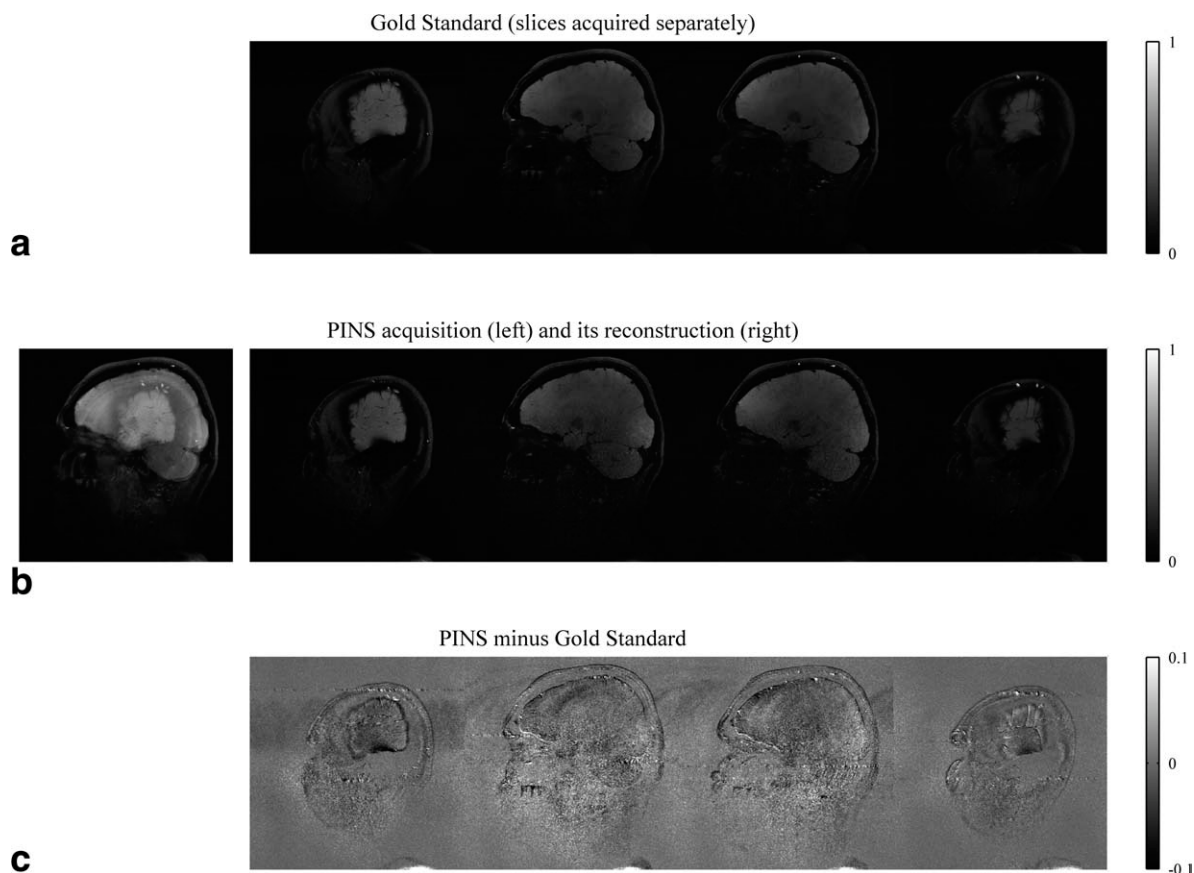 Gold Standard (slices acquired separately)
1
0
a
PINS acquisition (left) and its reconstruction (right)
1
0
b
PINS minus Gold Standard
0.1
0
-0.1
c